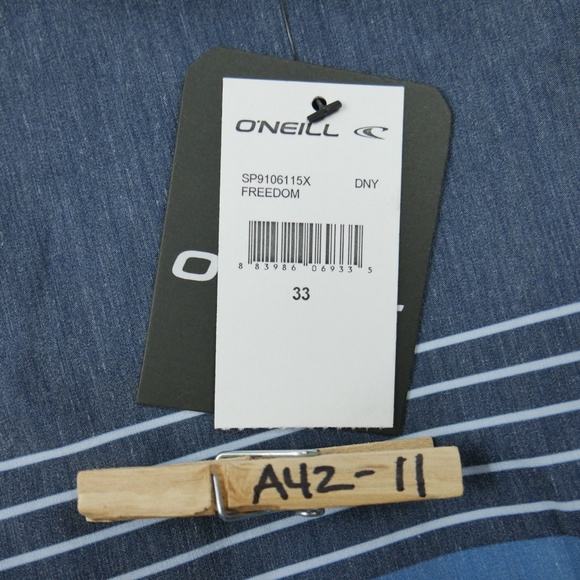 O'NEILL
SP9106115X DNY
FREEDOM
8 83986 06933 5
33
O
A42-11